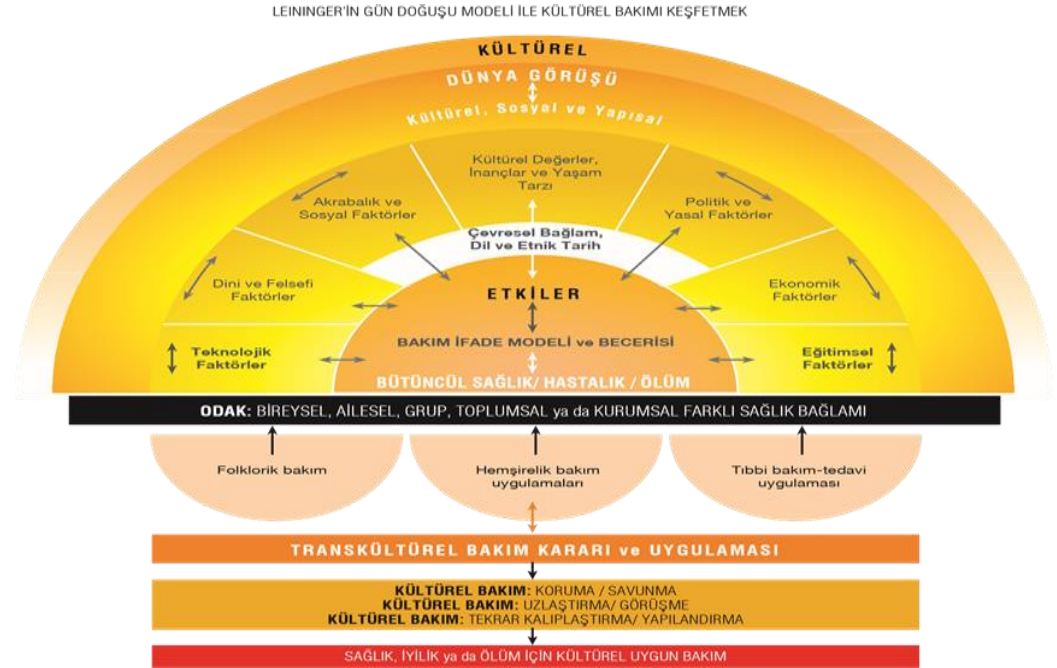 LEININGER'İN GÜN DOĞUŞU MODELİ İLE KÜLTÜREL BAKIMI KEŞFETMEK
KÜLTÜREL
DÜNYA GÖRÜŞÜ
Kültürel, Sosyal ve Yapısal
Kültürel Değerler,
İnançlar ve Yaşam
Tarzı
Akrabalık ve
Sosyal Faktörler
Politik ve
Yasal Faktörler
Çevresel Bağlam,
Dil ve Etnik Tarih
Dini ve Felsefi
Faktörler
Ekonomik
Faktörler
ETKİLER
BAKIM İFADE MODELİ ve BECERİSİ
Teknolojik
Faktörler
Eğitimsel
Faktörler
BÜTÜNCÜL SAĞLIK/ HASTALIK / ÖLÜM
ODAK: BİREYSEL, AİLESEL, GRUP, TOPLUMSAL ya da KURUMSAL FARKLI SAĞLIK BAĞLAMI
Folklorik bakım
Hemşirelik bakım
uygulamaları
Tıbbi bakım-tedavi
uygulaması
TRANSKÜLTÜREL BAKIM KARARI ve UYGULAMASI
KÜLTÜREL BAKIM: KORUMA / SAVUNMA
KÜLTÜREL BAKIM: UZLAŞTIRMA/ GÖRÜŞME
KÜLTÜREL BAKIM: TEKRAR KALIPLAŞTIRMA/ YAPILANDIRMA
SAĞLIK, İYİLİK ya da ÖLÜM İÇİN KÜLTÜREL UYGUN BAKIM